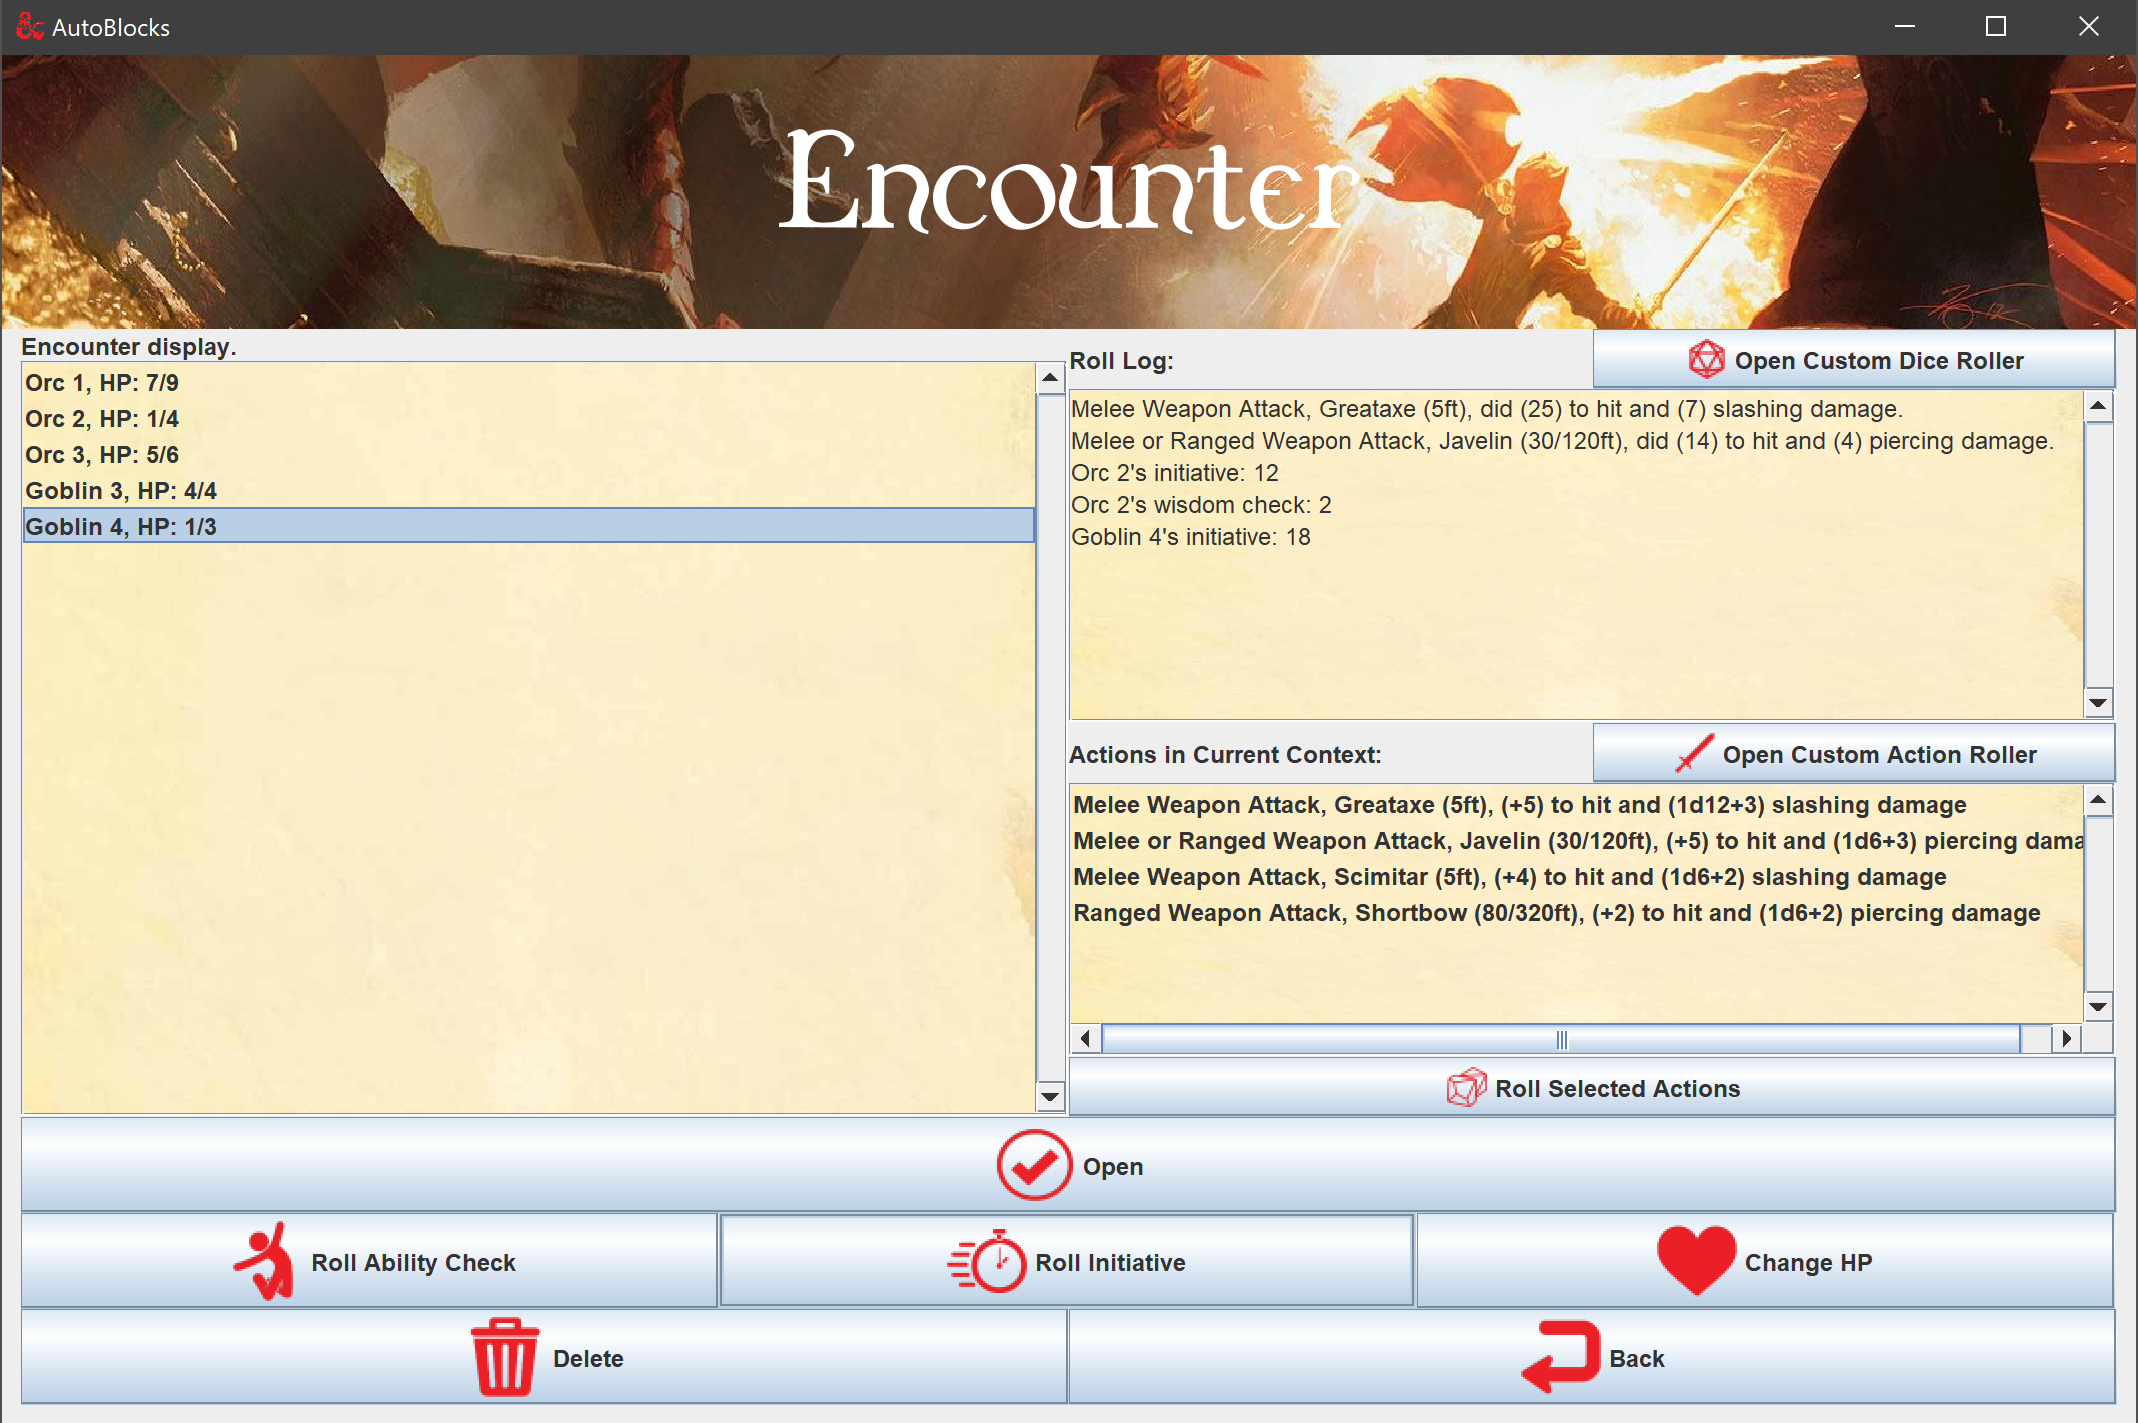 AutoBlocks
Encounter
Encounter display.
Orc 1, HP: 7/9
Orc 2, HP: 1/4
Orc 3, HP: 5/6
Goblin 3, HP: 4/4
Goblin 4, HP: 1/3
Roll Log:
Open Custom Dice Roller
Melee Weapon Attack, Greataxe (5ft), did (25) to hit and (7) slashing damage.
Melee or Ranged Weapon Attack, Javelin (30/120ft), did (14) to hit and (4) piercing damage.
Orc 2's initiative: 12
Orc 2's wisdom check: 2
Goblin 4's initiative: 18
Actions in Current Context:
Open Custom Action Roller
Melee Weapon Attack, Greataxe (5ft), (+5) to hit and (1d12+3) slashing damage
Melee or Ranged Weapon Attack, Javelin (30/120ft), (+5) to hit and (1d6+3) piercing dama
Melee Weapon Attack, Scimitar (5ft), (+4) to hit and (1d6+2) slashing damage
Ranged Weapon Attack, Shortbow (80/320ft), (+2) to hit and (1d6+2) piercing damage
Roll Selected Actions
Open
Roll Ability Check
Roll Initiative
Change HP
Delete
Back